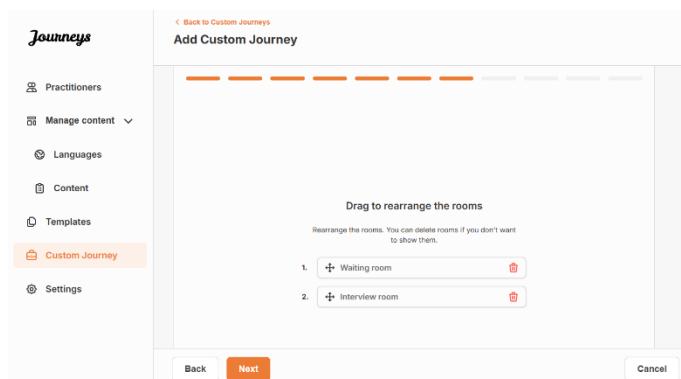 Journeys
Back to Custom Journeys
Add Custom Journey
Practitioners
Manage content
Languages
Content
Templates
Custom Journey
Settings
Drag to rearrange the rooms
Rearrange the rooms. You can delete rooms if you don't want
to show them.
1. Waiting room
2. Interview room
Back
Next
Cancel